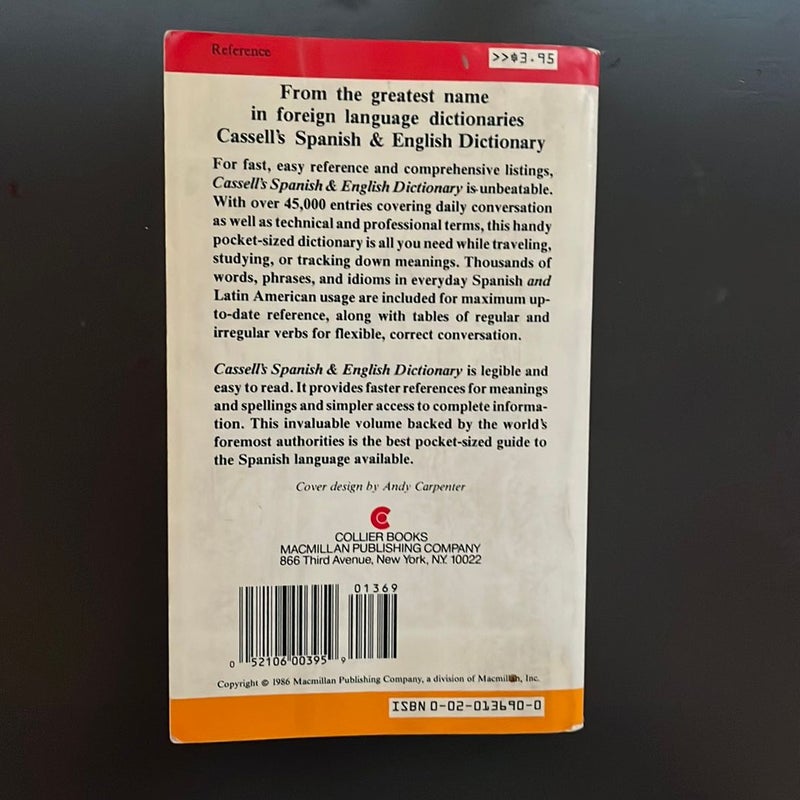 Reference
>>$3.95
From the greatest name
in foreign language dictionaries
Cassell's Spanish & English Dictionary
For fast, easy reference and comprehensive listings,
Cassell's Spanish & English Dictionary is unbeatable.
With over 45,000 entries covering daily conversation
as well as technical and professional terms, this handy
pocket-sized dictionary is all you need while traveling,
studying, or tracking down meanings. Thousands of
words, phrases, and idioms in everyday Spanish and
Latin American usage are included for maximum up-
to-date reference, along with tables of regular and
irregular verbs for flexible, correct conversation.
Cassell's Spanish & English Dictionary is legible and
easy to read. It provides faster references for meanings
and spellings and simpler access to complete informa-
tion. This invaluable volume backed by the world's
foremost authorities is the best pocket-sized guide to
the Spanish language available.
Cover design by Andy Carpenter
COLLIER BOOKS
MACMILLAN PUBLISHING COMPANY
866 Third Avenue, New York, N.Y. 10022
01369
0 52106 00395 9
Copyright © 1986 Macmillan Publishing Company, a division of Macmillan, Inc.
ISBN 0-02-013690-0